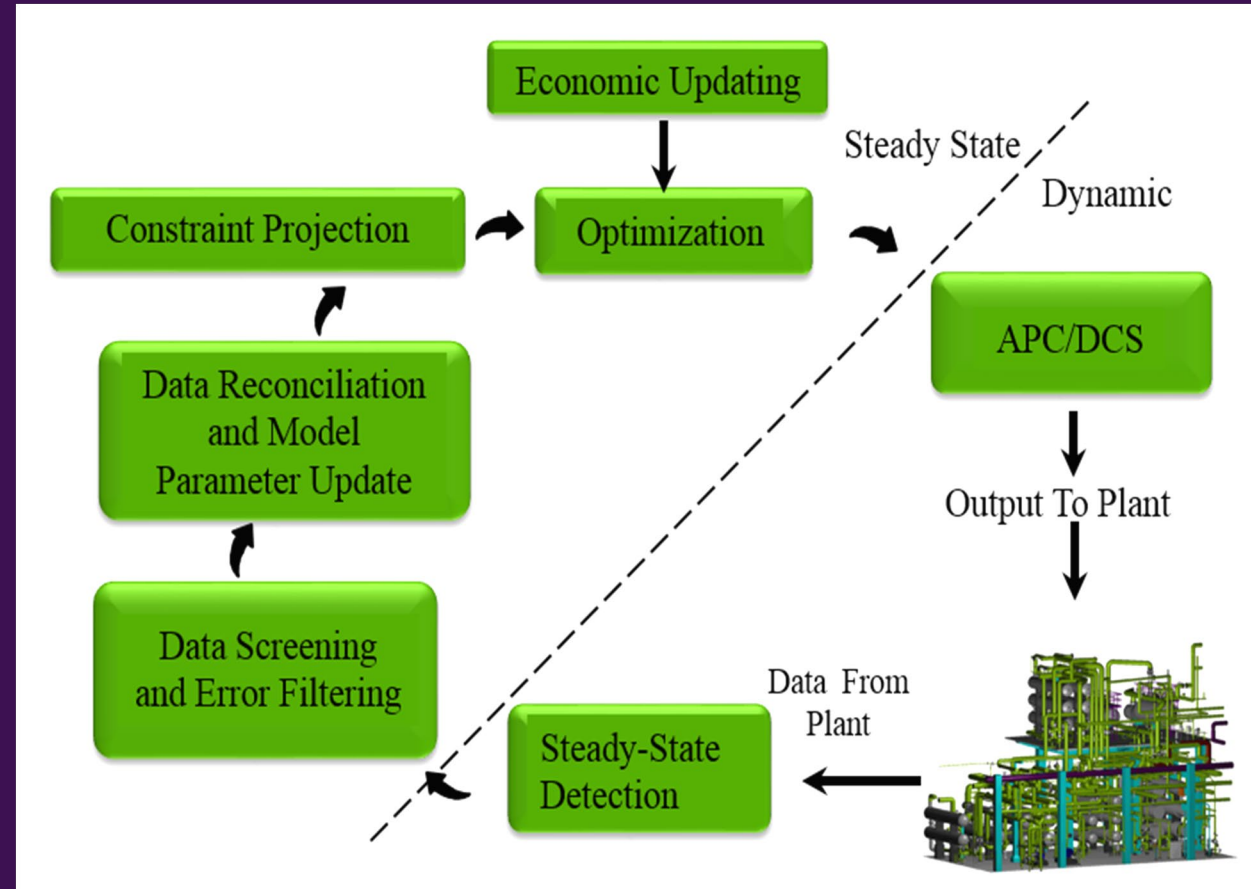 Economic Updating
Steady State
Dynamic
Constraint Projection
Optimization
APC/DCS
Data Reconciliation
and Model
Parameter Update
Output To Plant
Data Screening
and Error Filtering
Data From
Plant
Steady-State
Detection